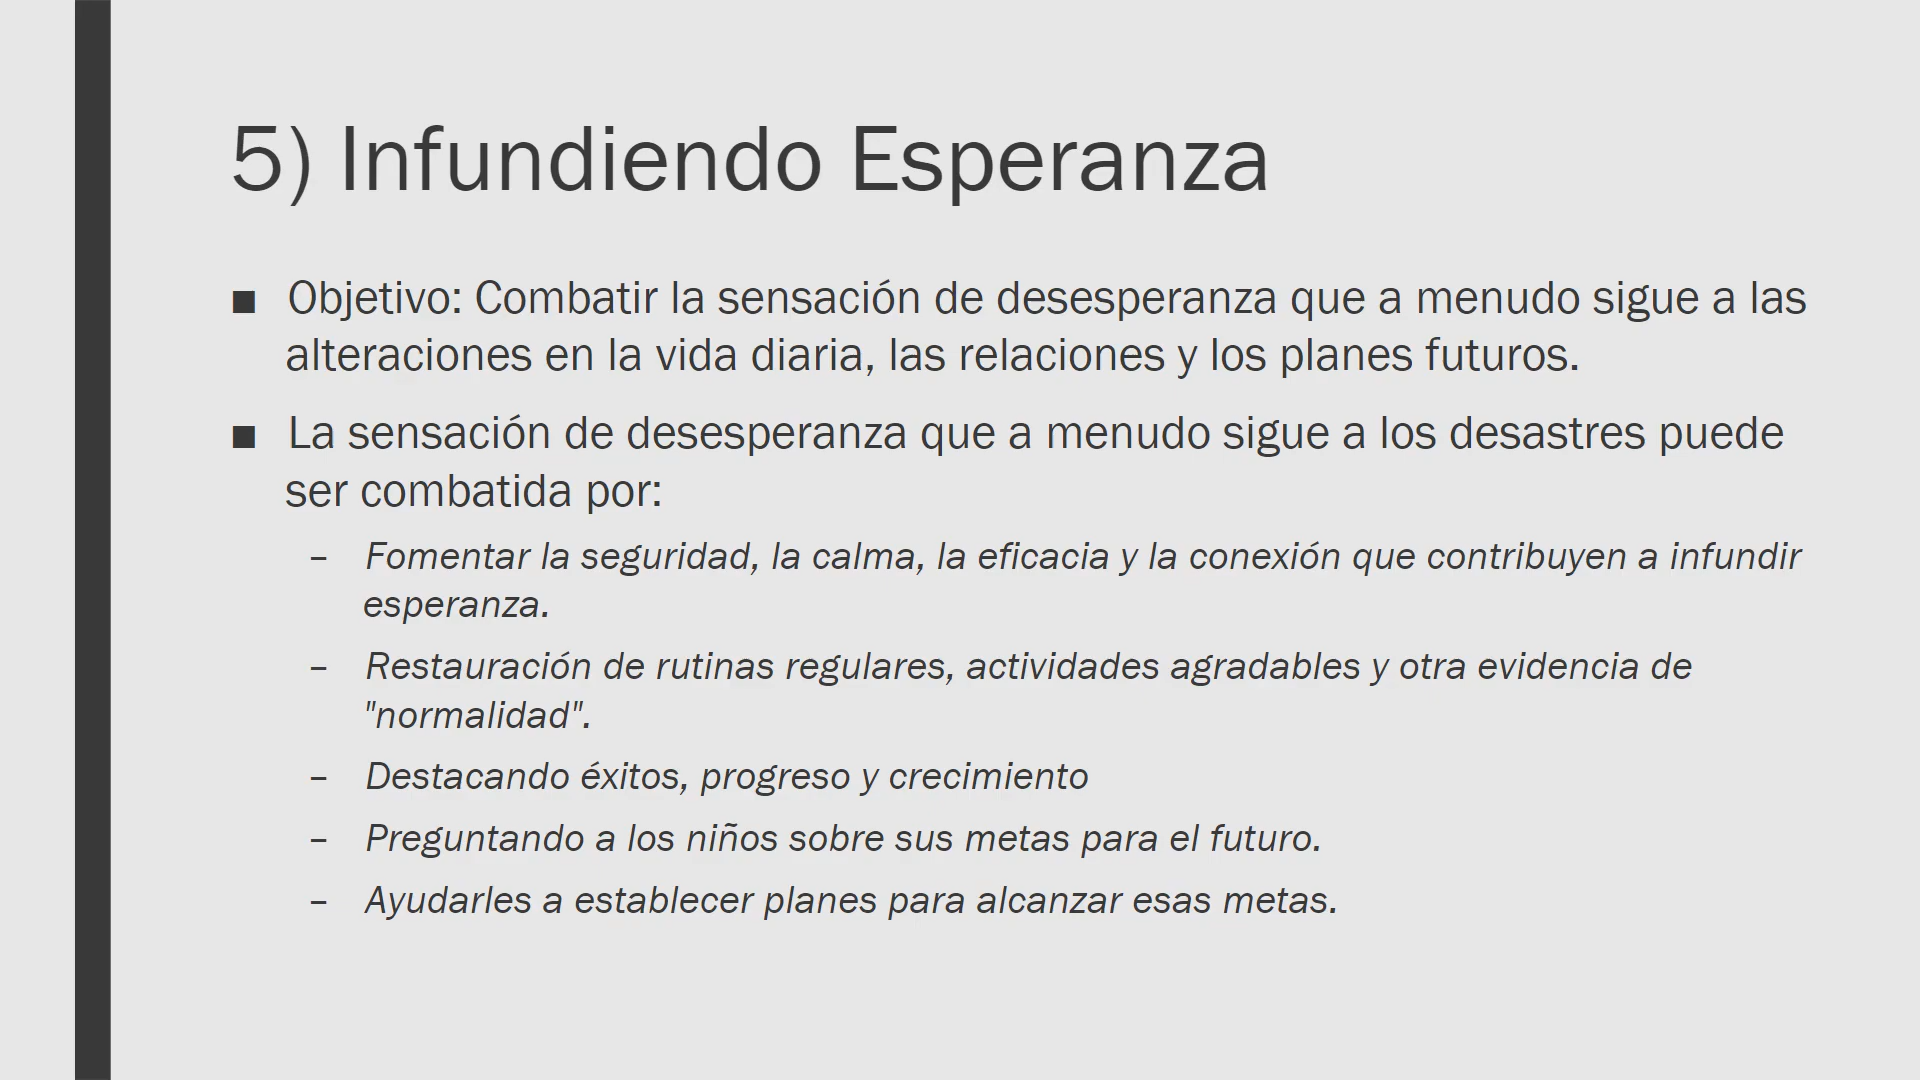 5) Infundiendo Esperanza
■ Objetivo: Combatir la sensación de desesperanza que a menudo sigue a las
alteraciones en la vida diaria, las relaciones y los planes futuros.
■ La sensación de desesperanza que a menudo sigue a los desastres puede
ser combatida por:
– Fomentar la seguridad, la calma, la eficacia y la conexión que contribuyen a infundir
esperanza.
– Restauración de rutinas regulares, actividades agradables y otra evidencia de
"normalidad".
– Destacando éxitos, progreso y crecimiento
– Preguntando a los niños sobre sus metas para el futuro.
– Ayudarles a establecer planes para alcanzar esas metas.